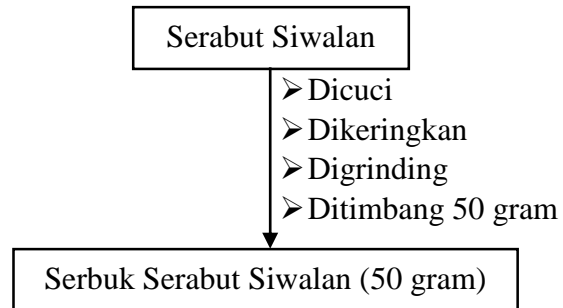 Serabut Siwalan
➢ Dicuci
➢ Dikeringkan
➢ Digrinding
➢ Ditimbang 50 gram
Serbuk Serabut Siwalan (50 gram)